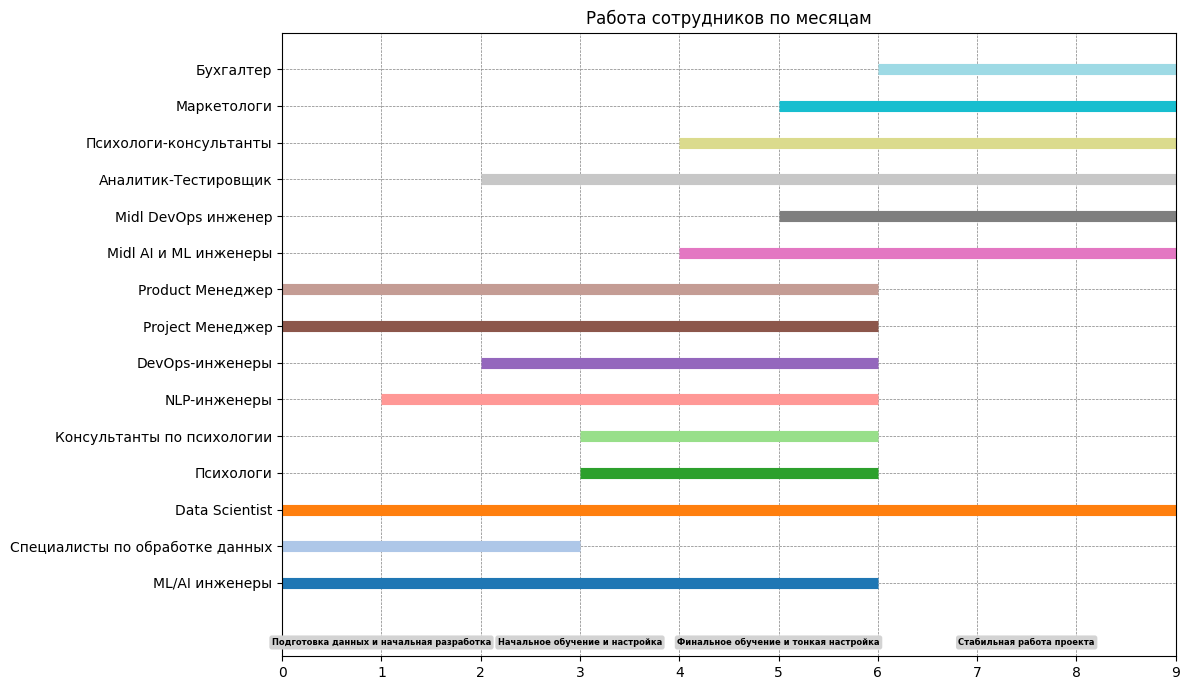 Работа сотрудников по месяцам
Бухгалтер
Маркетологи
Психологи-консультанты
Аналитик-Тестировщик
Midl DevOps инженер
Midl AI и ML инженеры
Product Менеджер
Project Менеджер
DevOps-инженеры
NLP-инженеры
Консультанты по психологии
Психологи
Data Scientist
Специалисты по обработке данных
ML/AI инженеры
Подготовка данных и начальная разработка
Начальное обучение и настройка
Финальное обучение и тонкая настройка
Стабильная работа проекта
0 1 2 3 4 5 6 7 8 9